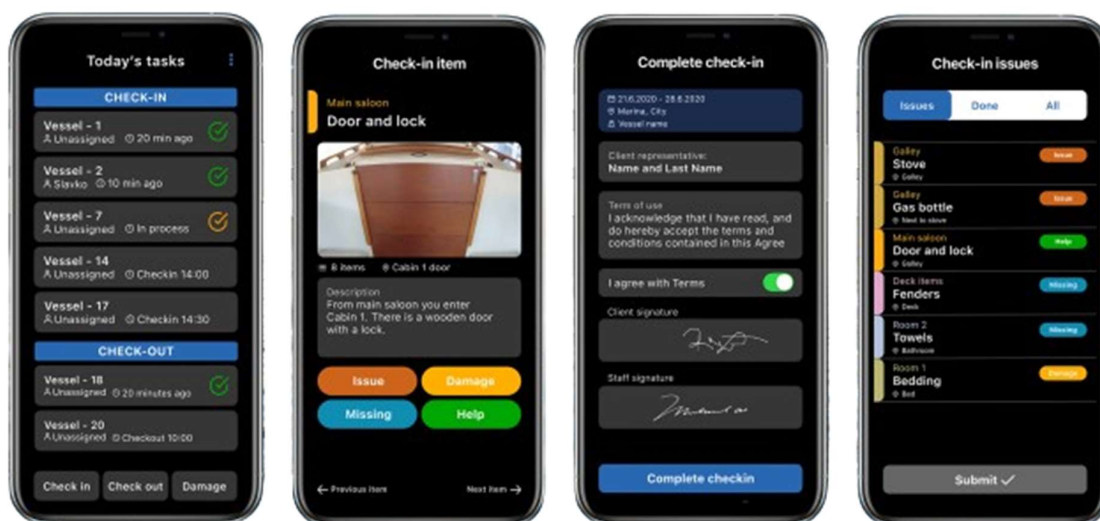 Today's tasks
CHECK-IN
Vessel - 1
Unassigned 20 min ago
Vessel - 2
Slavko 10 min ago
Vessel - 7
Unassigned In process
Vessel - 14
Unassigned Checkin 14:00
Vessel - 17
Unassigned Checkin 14:30
CHECK-OUT
Vessel - 18
Unassigned 20 minutes ago
Vessel - 20
Unassigned Checkout 10:00
Check in Check out Damage
Check-in item
Main saloon
Door and lock
8 items Cabin 1 door
Description
From main saloon you enter
Cabin 1. There is a wooden door
with a lock.
Issue Damage
Missing Help
← Previous item Next item →
Complete check-in
21.6.2020 - 28.6.2020
Marina, City
Vessel name
Client representative:
Name and Last Name
Term of use
I acknowledge that I have read, and
do hereby accept the terms and
conditions contained in this Agree
I agree with Terms
Client signature
Staff signature
Complete checkin
Check-in issues
Issues Done All
Galley
Stove Issue
Galley
Galley
Gas bottle Issue
Next to stove
Main saloon
Door and lock Help
Galley
Deck items
Fenders Missing
Deck
Room 2
Towels Missing
Bathroom
Room 1
Bedding Damage
Bed
Submit ✓